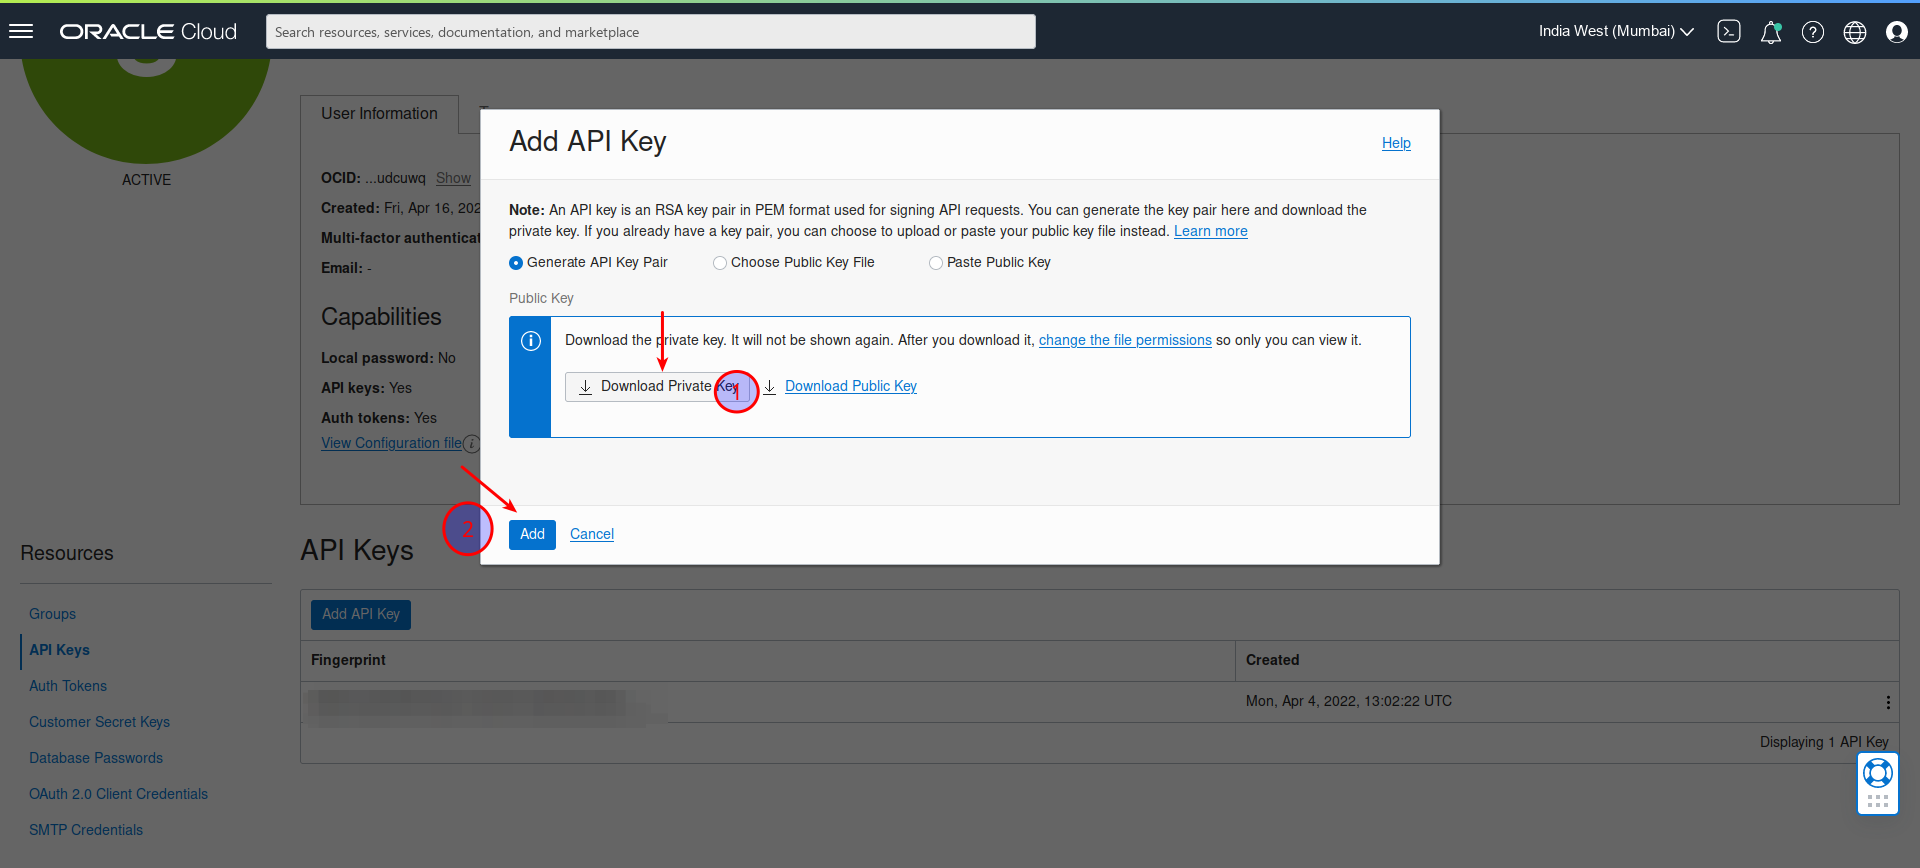 ORACLE Cloud
Search resources, services, documentation, and marketplace
India West (Mumbai)
ACTIVE
User Information
OCID: ...udcuwq Show
Created: Fri, Apr 16, 202
Multi-factor authenticat
Email: -
Capabilities
Local password: No
API keys: Yes
Auth tokens: Yes
View Configuration file
Add API Key
Help
Note: An API key is an RSA key pair in PEM format used for signing API requests. You can generate the key pair here and download the
private key. If you already have a key pair, you can choose to upload or paste your public key file instead. Learn more
Generate API Key Pair Choose Public Key File Paste Public Key
Public Key
Download the private key. It will not be shown again. After you download it, change the file permissions so only you can view it.
Download Private Key Download Public Key
1
2
Add Cancel
Resources
Groups
API Keys
Auth Tokens
Customer Secret Keys
Database Passwords
OAuth 2.0 Client Credentials
SMTP Credentials
API Keys
Add API Key
Fingerprint Created
Mon, Apr 4, 2022, 13:02:22 UTC
Displaying 1 API Key